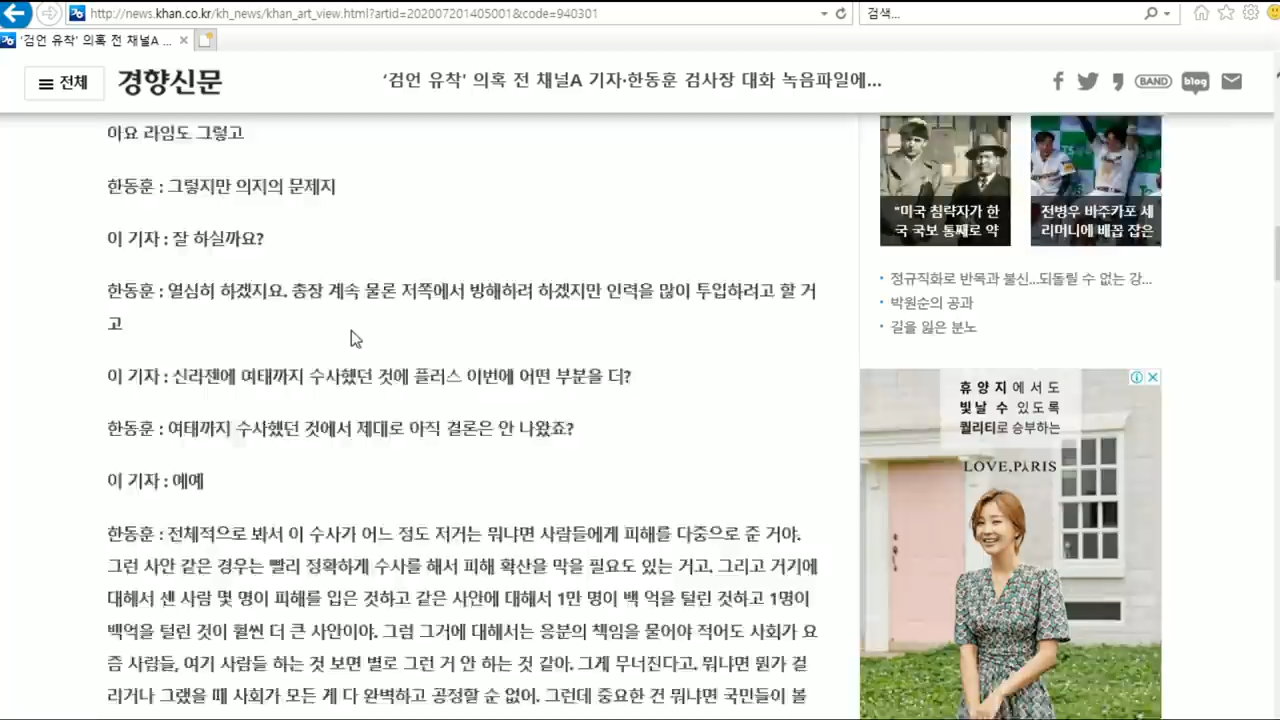 http://news.khan.co.kr/kh_news/khan_art_view.html?artid=202007201405001&code=940301
검색...
'검언 유착' 의혹 전 채널A ...
전체
경향신문
'검언 유착' 의혹 전 채널A 기자·한동훈 검사장 대화 녹음파일에...
BAND
blog
아요 라임도 그렇고
한동훈 : 그렇지만 의지의 문제지
이 기자 : 잘 하실까요?
한동훈 : 열심히 하겠지요. 총장 계속 물론 저쪽에서 방해하려 하겠지만 인력을 많이 투입하려고 할 거
고
이 기자 : 신라젠에 여태까지 수사했던 것에 플러스 이번에 어떤 부분을 더?
한동훈 : 여태까지 수사했던 것에서 제대로 아직 결론은 안 나왔죠?
이 기자 : 예예
한동훈 : 전체적으로 봐서 이 수사가 어느 정도 저거는 뭐냐면 사람들에게 피해를 다중으로 준 거야.
그런 사안 같은 경우는 빨리 정확하게 수사를 해서 피해 확산을 막을 필요도 있는 거고. 그리고 거기에
대해서 센 사람 몇 명이 피해를 입은 것하고 같은 사안에 대해서 1만 명이 백 억을 털린 것하고 1명이
백억을 털린 것이 훨씬 더 큰 사안이야. 그럼 그거에 대해서는 응분의 책임을 물어야 적어도 사회가 요
즘 사람들, 여기 사람들 하는 것 보면 별로 그런 거 안 하는 것 같아. 그게 무너진다고. 뭐냐면 뭔가 걸
리거나 그랬을 때 사회가 모든 게 다 완벽하고 공정할 순 없어. 그런데 중요한 건 뭐냐면 국민들이 볼
"미국 침략자가 한
국 국보 통째로 약
전병우 바주카포 세
리머니에 배꼽 잡은
정규직화로 반목과 불신...되돌릴 수 없는 강...
박원순의 공과
길을 잃은 분노
휴양지에서도
빛날 수 있도록
퀄리티로 승부하는
LOVE,PARIS